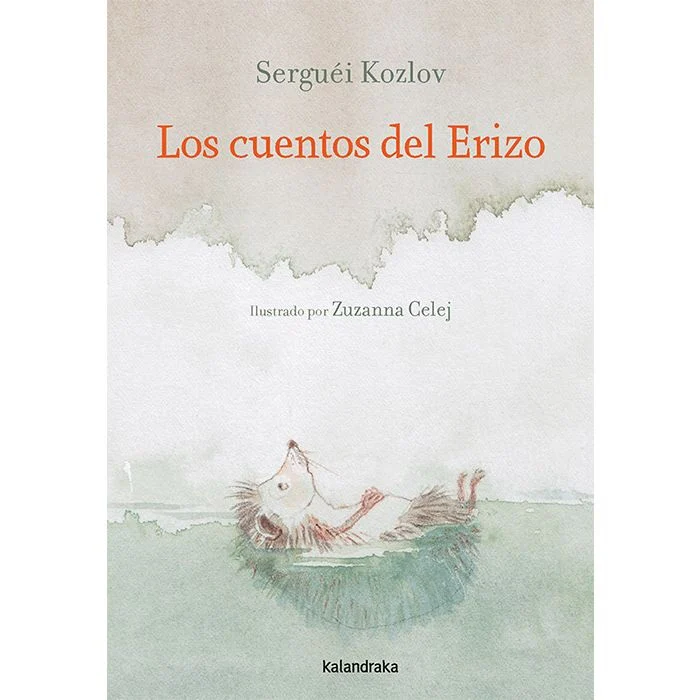 Serguéi Kozlov
Los cuentos del Erizo
Ilustrado por Zuzanna Celej
kalandraka